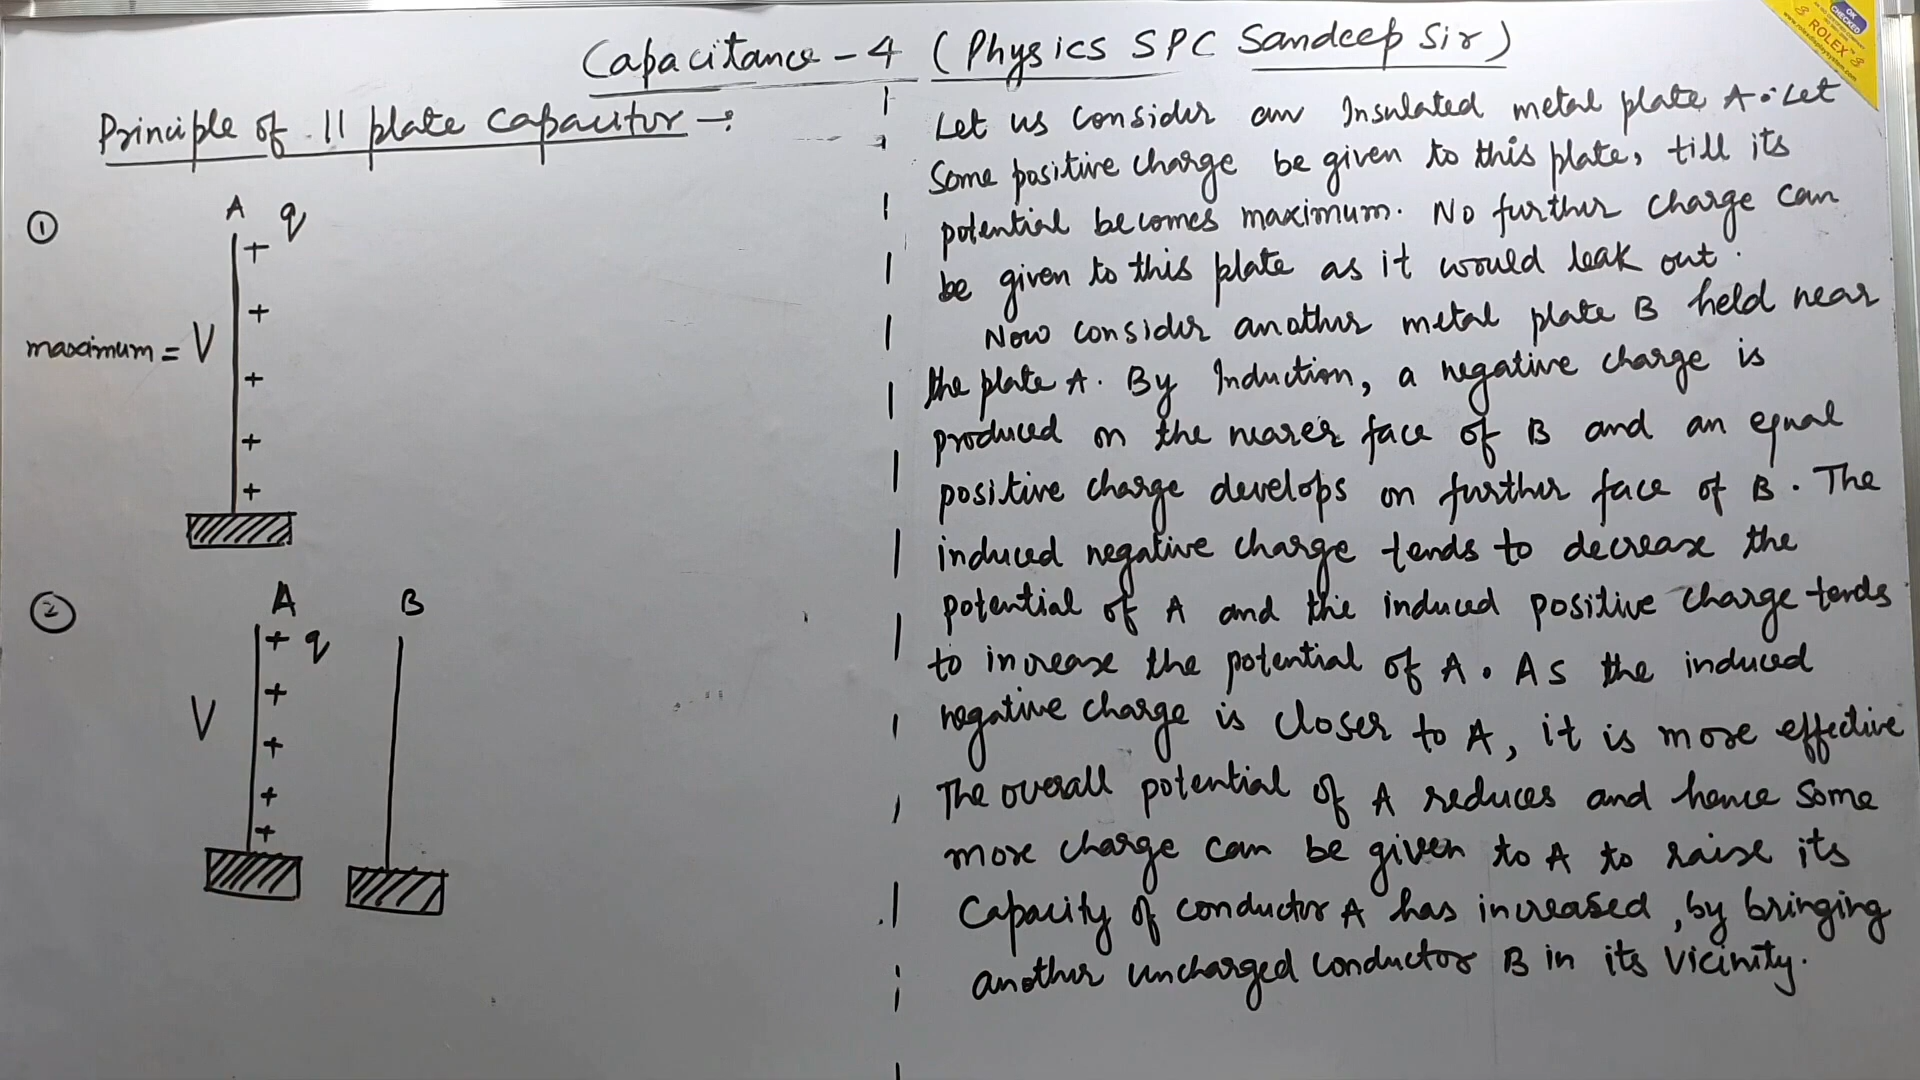 Capacitance - 4 (Physics SPC Sandeep Sir)
Principle of || plate capacitor →:
① A q
+
+
maximum = V
+
+
+
② A B
+ q
+
V
+
+
+
Let us consider an Insulated metal plate A. Let
Some positive charge be given to this plate, till its
potential becomes maximum. No further charge can
be given to this plate as it would leak out.
Now consider another metal plate B held near
the plate A. By Induction, a negative charge is
produced on the nearer face of B and an equal
positive charge develops on further face of B. The
induced negative charge tends to decrease the
potential of A and the induced positive charge tends
to increase the potential of A. As the induced
negative charge is closer to A, it is more effective
The overall potential of A reduces and hence some
more charge can be given to A to raise its
Capacity of conductor A has increased, by bringing
another uncharged conductor B in its vicinity.
OK
CHECKED
ROLEX
www.rolexdisplaysystem.com